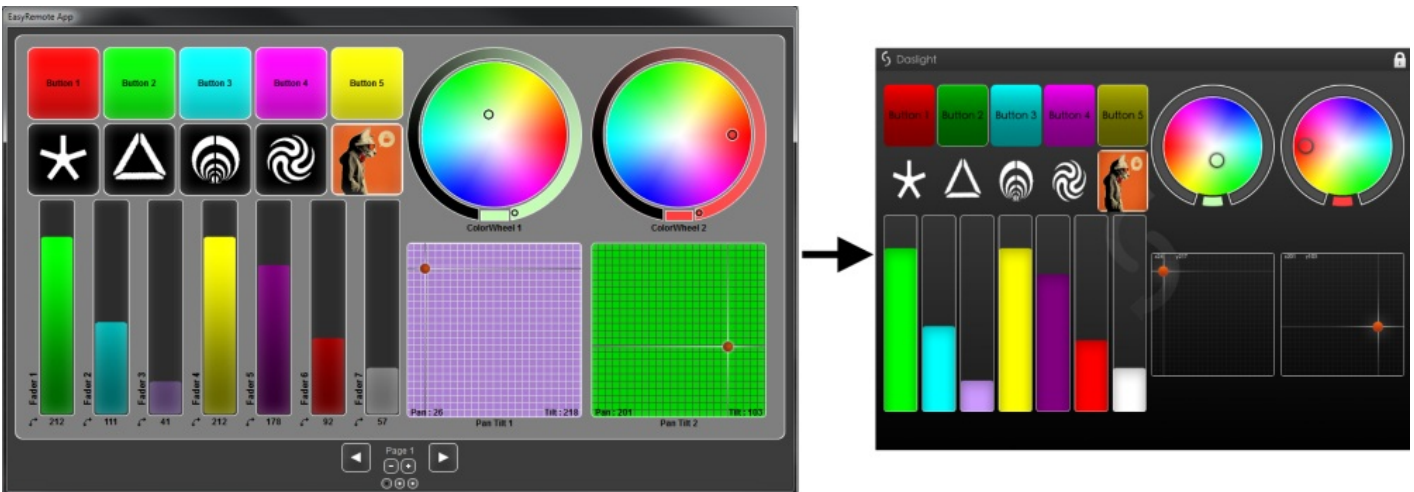 EasyRemote App
Button 1
Button 2
Button 3
Button 4
Button 5
ColorWheel 1
ColorWheel 2
Fader 1
Fader 2
Fader 3
Fader 4
Fader 5
Fader 6
Fader 7
212
111
41
212
178
92
57
Pan : 26
Tilt : 218
Pan : 201
Tilt : 103
Pan Tilt 1
Pan Tilt 2
Page 1
Daslight
Button 1
Button 2
Button 3
Button 4
Button 5